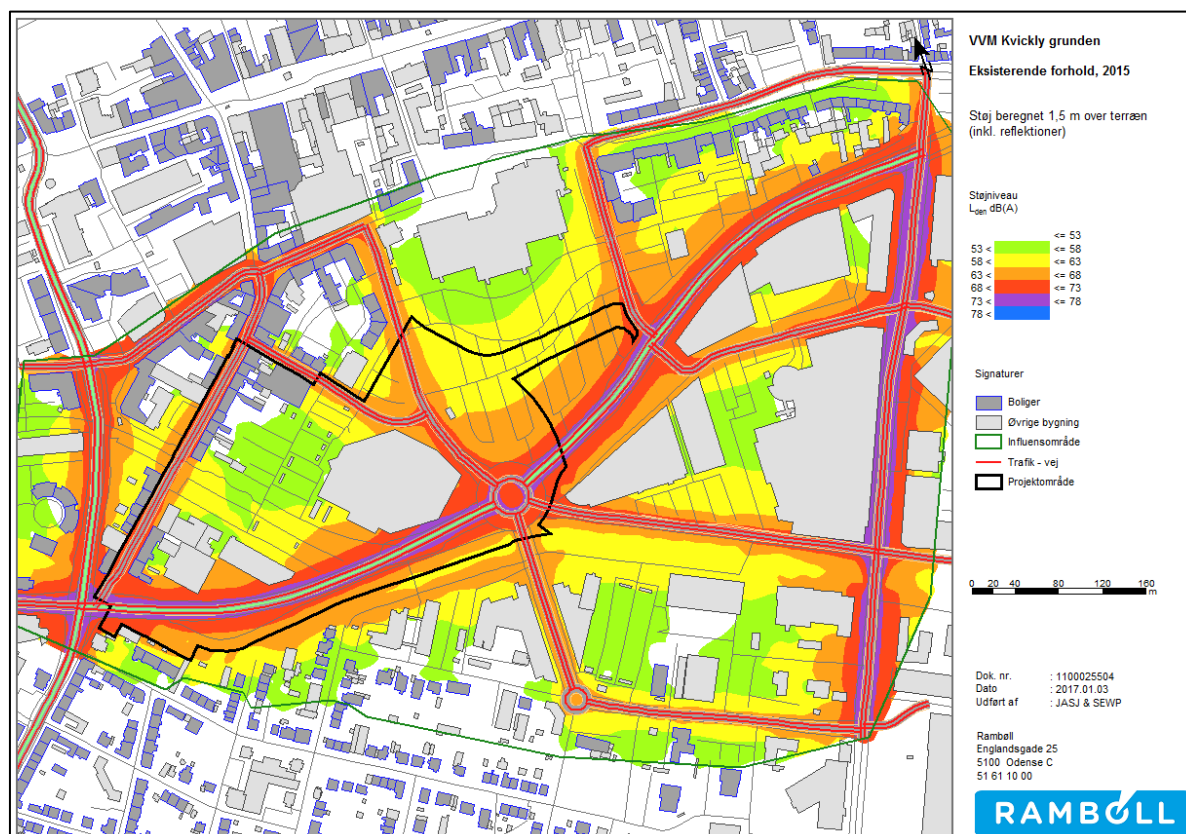 VVM Kvickly grunden
Eksisterende forhold, 2015
Støj beregnet 1,5 m over terræn
(inkl. reflektioner)
Støjniveau
Lden dB(A)
<= 53
53 < <= 58
58 < <= 63
63 < <= 68
68 < <= 73
73 < <= 78
78 <
Signaturer
Boliger
Øvrige bygning
Influensområde
Trafik - vej
Projektområde
0 20 40 80 120 160
m
Dok. nr. : 1100025504
Dato : 2017.01.03
Udført af : JASJ & SEWP
Rambøll
Englandsgade 25
5100 Odense C
51 61 10 00
RAMBOLL